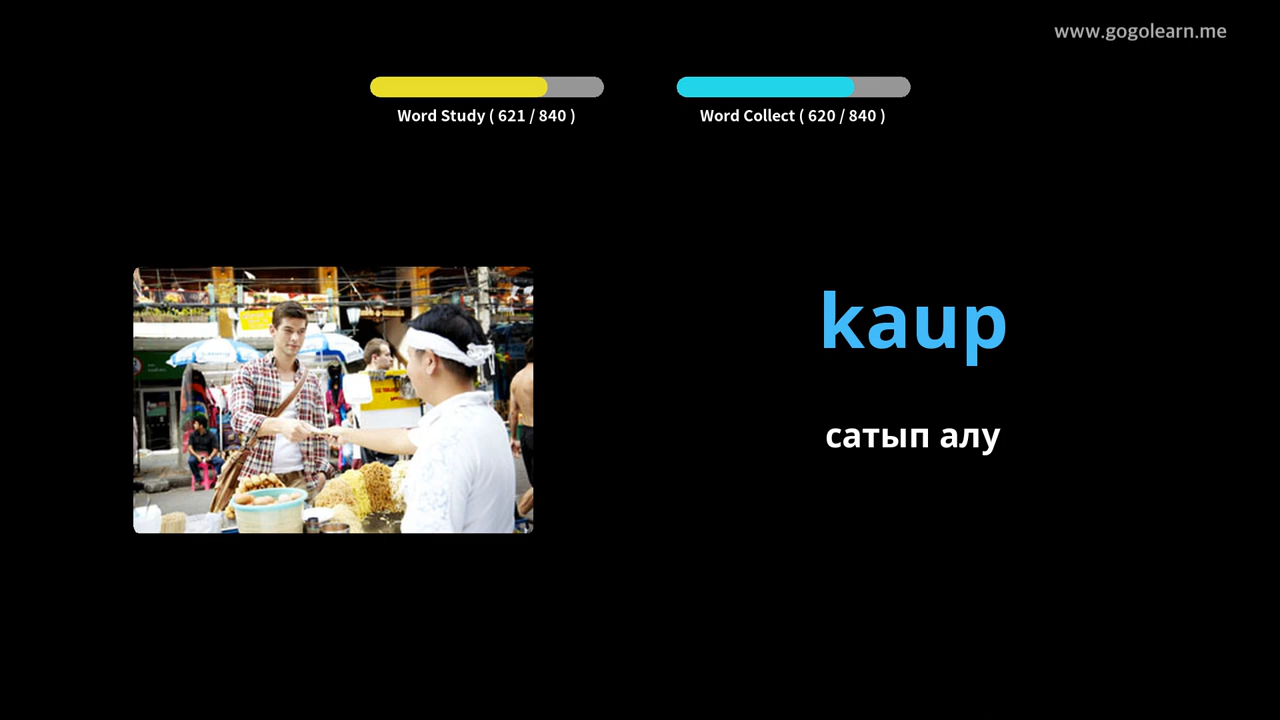 www.gogolearn.me
Word Study ( 621 / 840 )
Word Collect ( 620 / 840 )
kaup
сатып алу